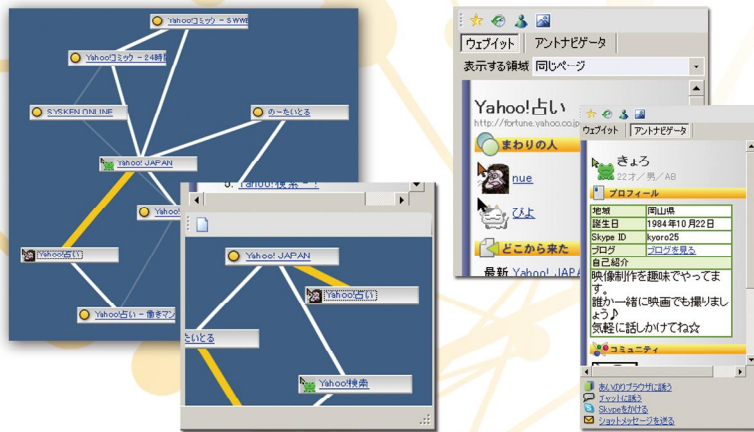 Yahoo!コミック - SWWE
Yahoo!コミック - 24時
SYSKEN ONLINE
のーたいとる
Yahoo! JAPAN
Yahoo!
Yahoo!占い
Yahoo!占い - 働きマン
Yahoo!検索 - !
Yahoo! JAPAN
Yahoo!占い
たいとる
Yahoo!検索
ウェブイット アントナビゲータ
表示する領域 同じページ
Yahoo!占い
http://fortune.yahoo.co.jp
まわりの人
nue
ぴよ
どこから来た
最新 Yahoo! JAPA
ウェブイット アントナビゲータ
きょろ
22才/男/AB
プロフィール
地域 岡山県
誕生日 1984年10月22日
Skype ID kyoro25
ブログ ブログを見る
自己紹介
映像制作を趣味でやってま
す。
誰か一緒に映画でも撮りまし
ょう♪
気軽に話しかけてね☆
コミュニティ
あいのりブラウザに誘う
チャットに誘う
Skypeをかける
ショットメッセージを送る